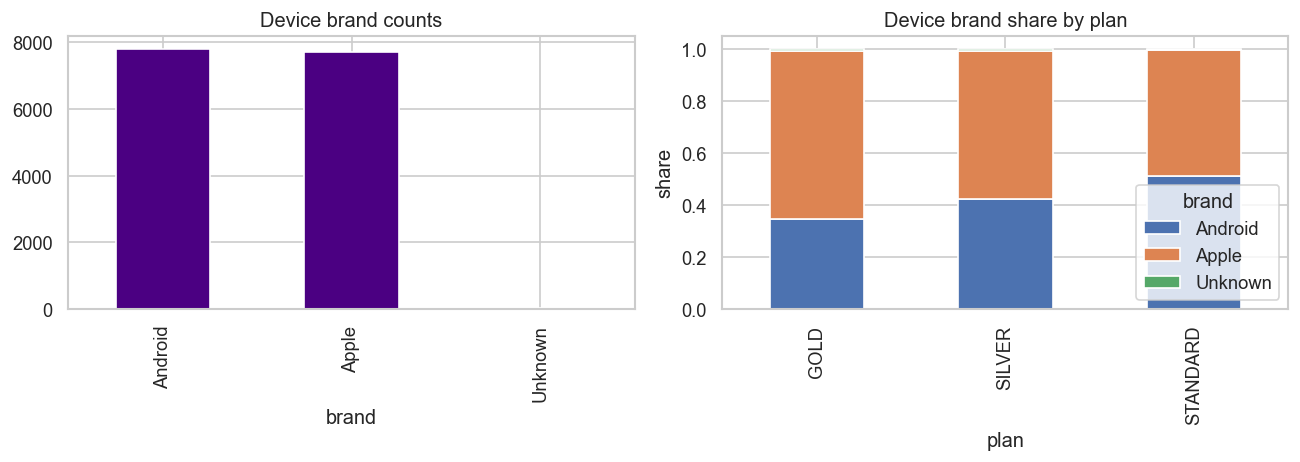 Device brand counts
8000
6000
4000
2000
0
Android
Apple
Unknown
brand
Device brand share by plan
share
1.0
0.8
0.6
0.4
0.2
0.0
brand
Android
Apple
Unknown
GOLD
SILVER
STANDARD
plan